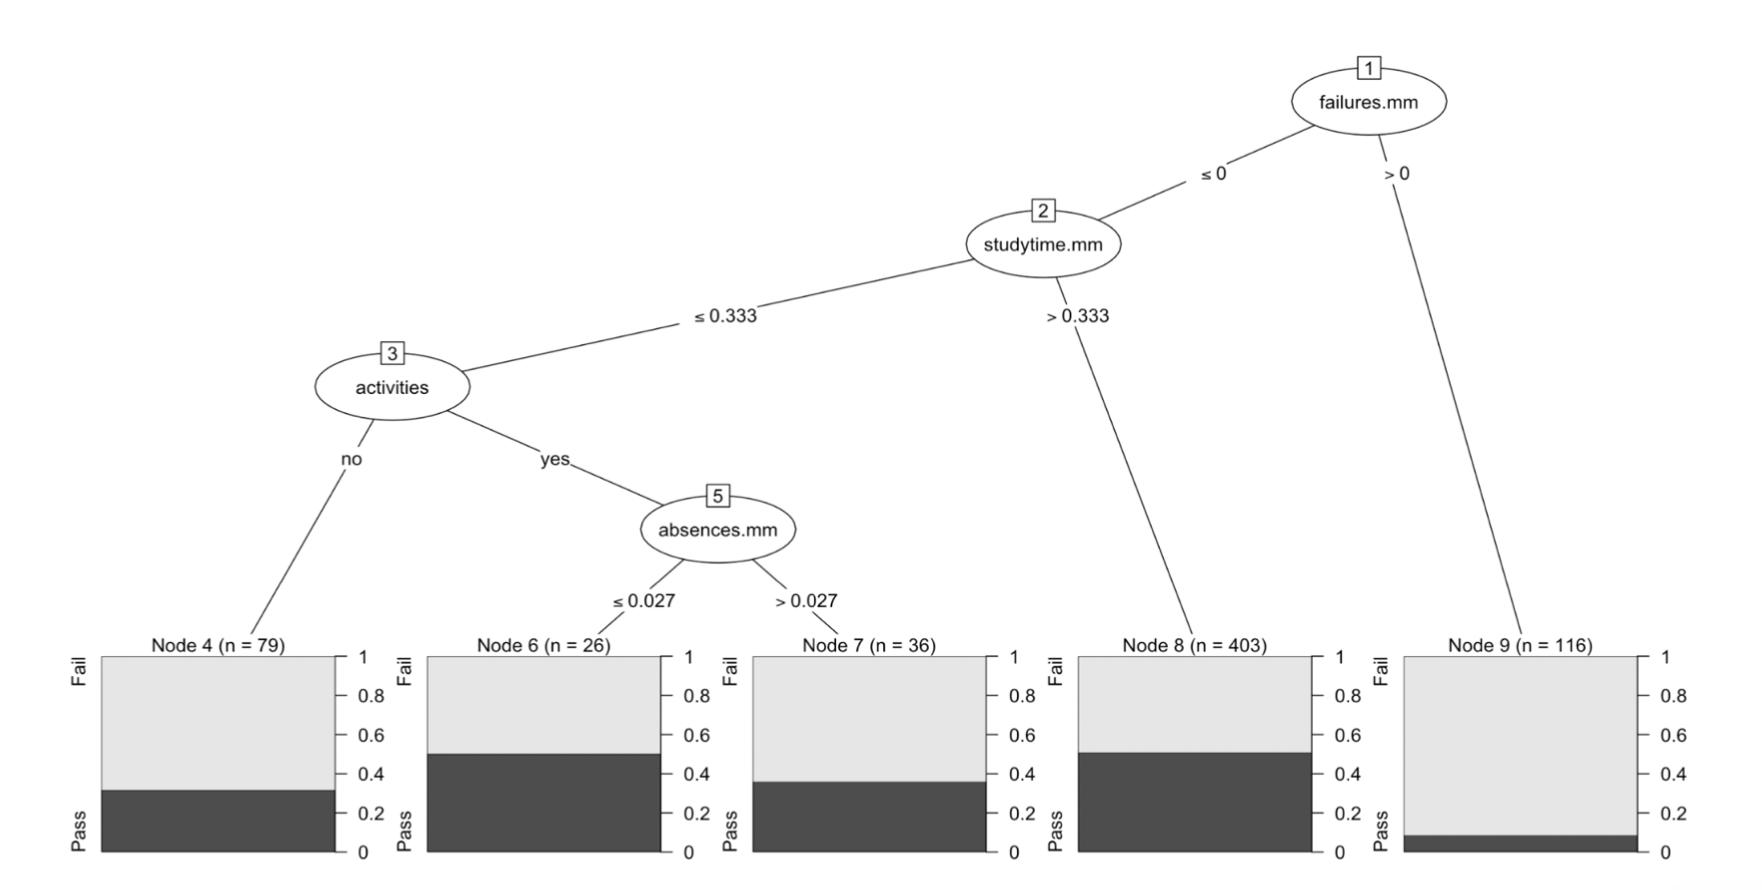 1
failures.mm
≤ 0
> 0
2
studytime.mm
≤ 0.333
> 0.333
3
activities
no
yes
5
absences.mm
≤ 0.027
> 0.027
Node 4 (n = 79)
Fail
Pass
1
0.8
0.6
0.4
0.2
0
Node 6 (n = 26)
Fail
Pass
1
0.8
0.6
0.4
0.2
0
Node 7 (n = 36)
Fail
Pass
1
0.8
0.6
0.4
0.2
0
Node 8 (n = 403)
Fail
Pass
1
0.8
0.6
0.4
0.2
0
Node 9 (n = 116)
Fail
Pass
1
0.8
0.6
0.4
0.2
0